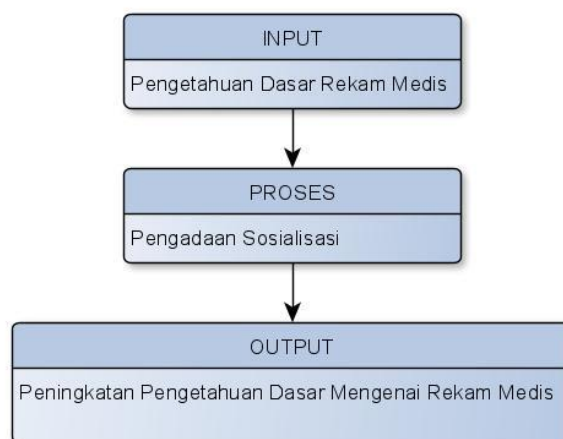 INPUT
Pengetahuan Dasar Rekam Medis
PROSES
Pengadaan Sosialisasi
OUTPUT
Peningkatan Pengetahuan Dasar Mengenai Rekam Medis